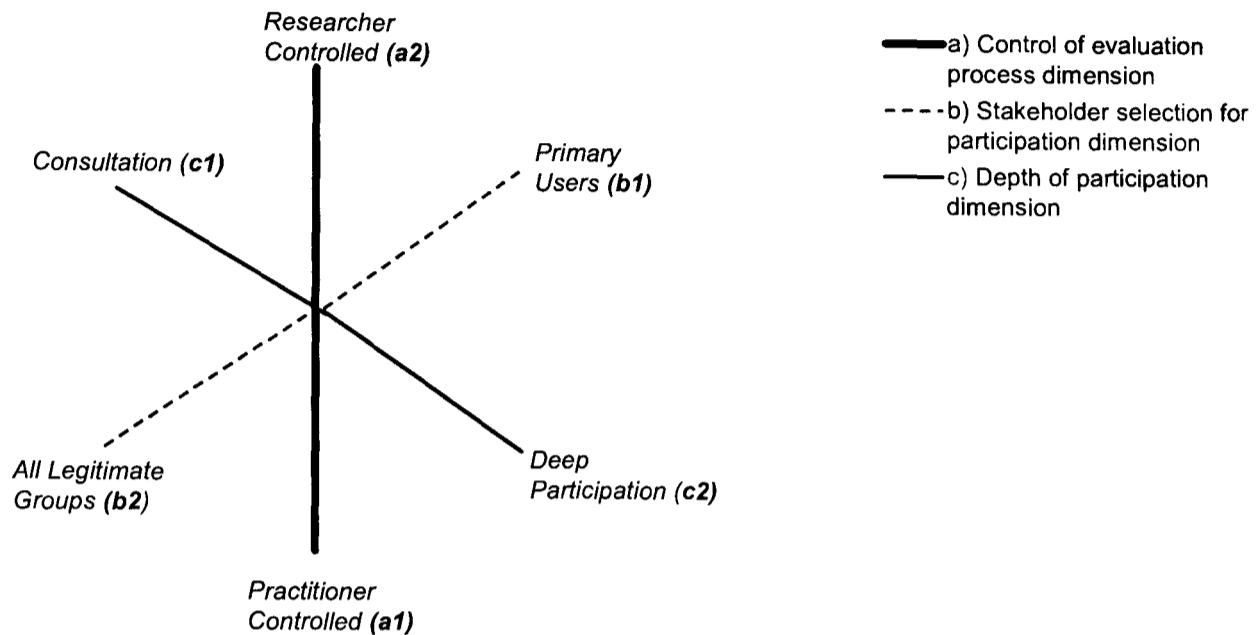 Researcher
Controlled (a2)
a) Control of evaluation
process dimension
b) Stakeholder selection for
participation dimension
c) Depth of participation
dimension
Consultation (c1)
Primary
Users (b1)
All Legitimate
Groups (b2)
Deep
Participation (c2)
Practitioner
Controlled (a1)